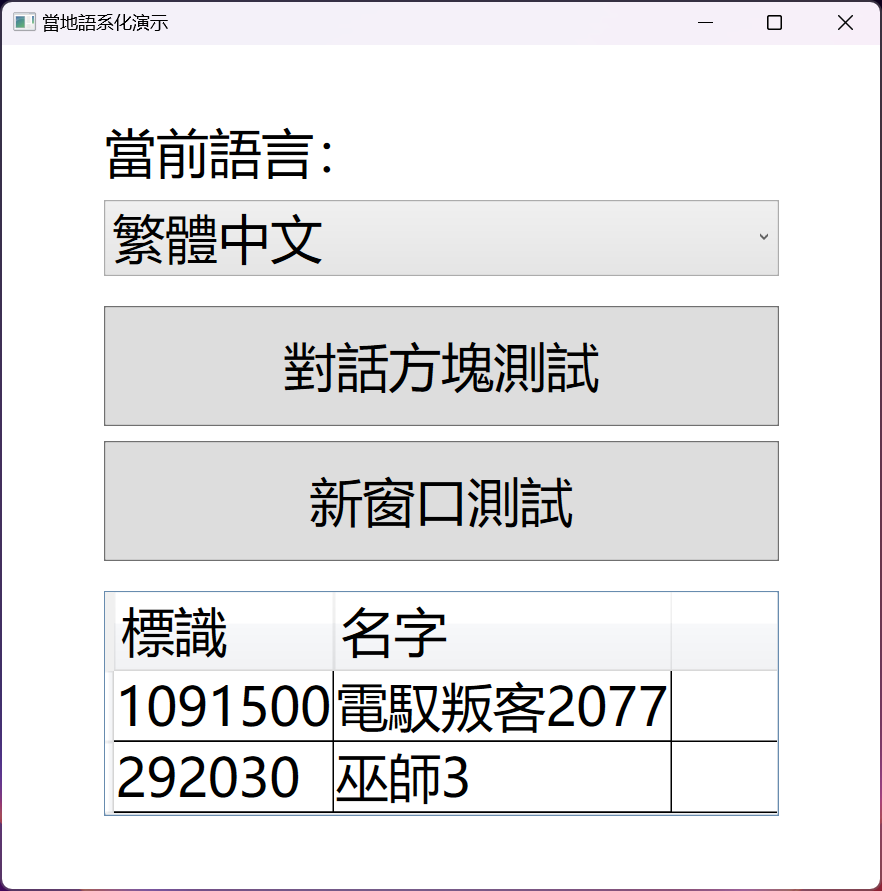 當地語系化演示
當前語言：
繁體中文
對話方塊測試
新窗口測試
標識 名字
1091500 電馭叛客2077
292030 巫師3